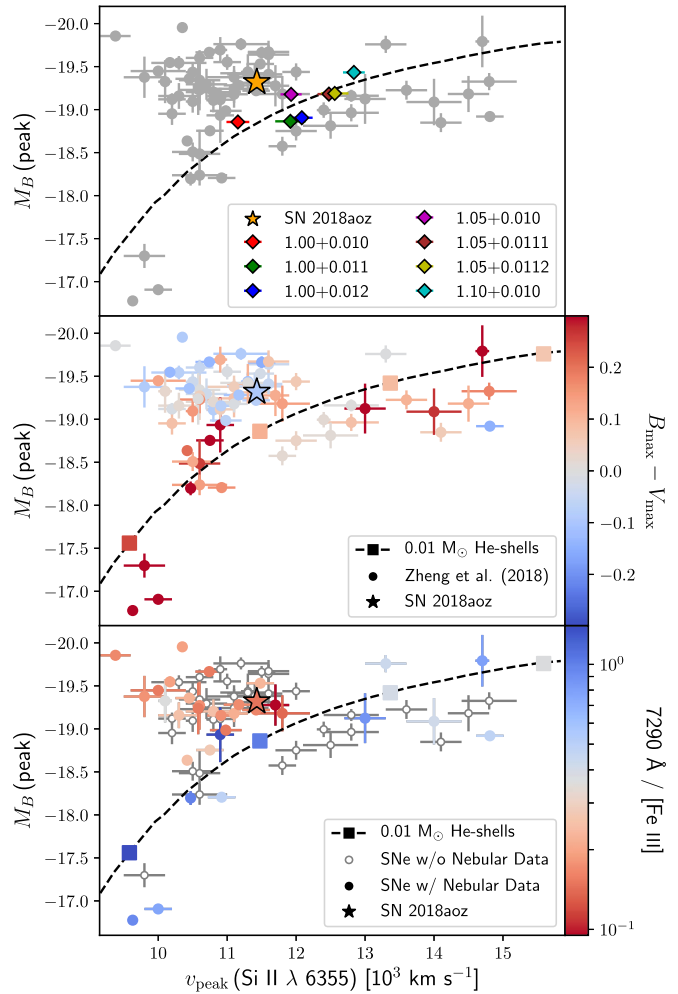 -20.0
-19.5
-19.0
-18.5
-18.0
-17.5
-17.0
M_B (peak)
SN 2018aoz
1.00+0.010
1.00+0.011
1.00+0.012
1.05+0.010
1.05+0.0111
1.05+0.0112
1.10+0.010
-20.0
-19.5
-19.0
-18.5
-18.0
-17.5
-17.0
M_B (peak)
0.01 M⊙ He-shells
Zheng et al. (2018)
SN 2018aoz
0.2
0.1
0.0
-0.1
-0.2
B_max − V_max
-20.0
-19.5
-19.0
-18.5
-18.0
-17.5
-17.0
M_B (peak)
0.01 M⊙ He-shells
SNe w/o Nebular Data
SNe w/ Nebular Data
SN 2018aoz
10⁰
10⁻¹
7290 Å / [Fe III]
10 11 12 13 14 15
v_peak (Si II λ 6355) [10³ km s⁻¹]